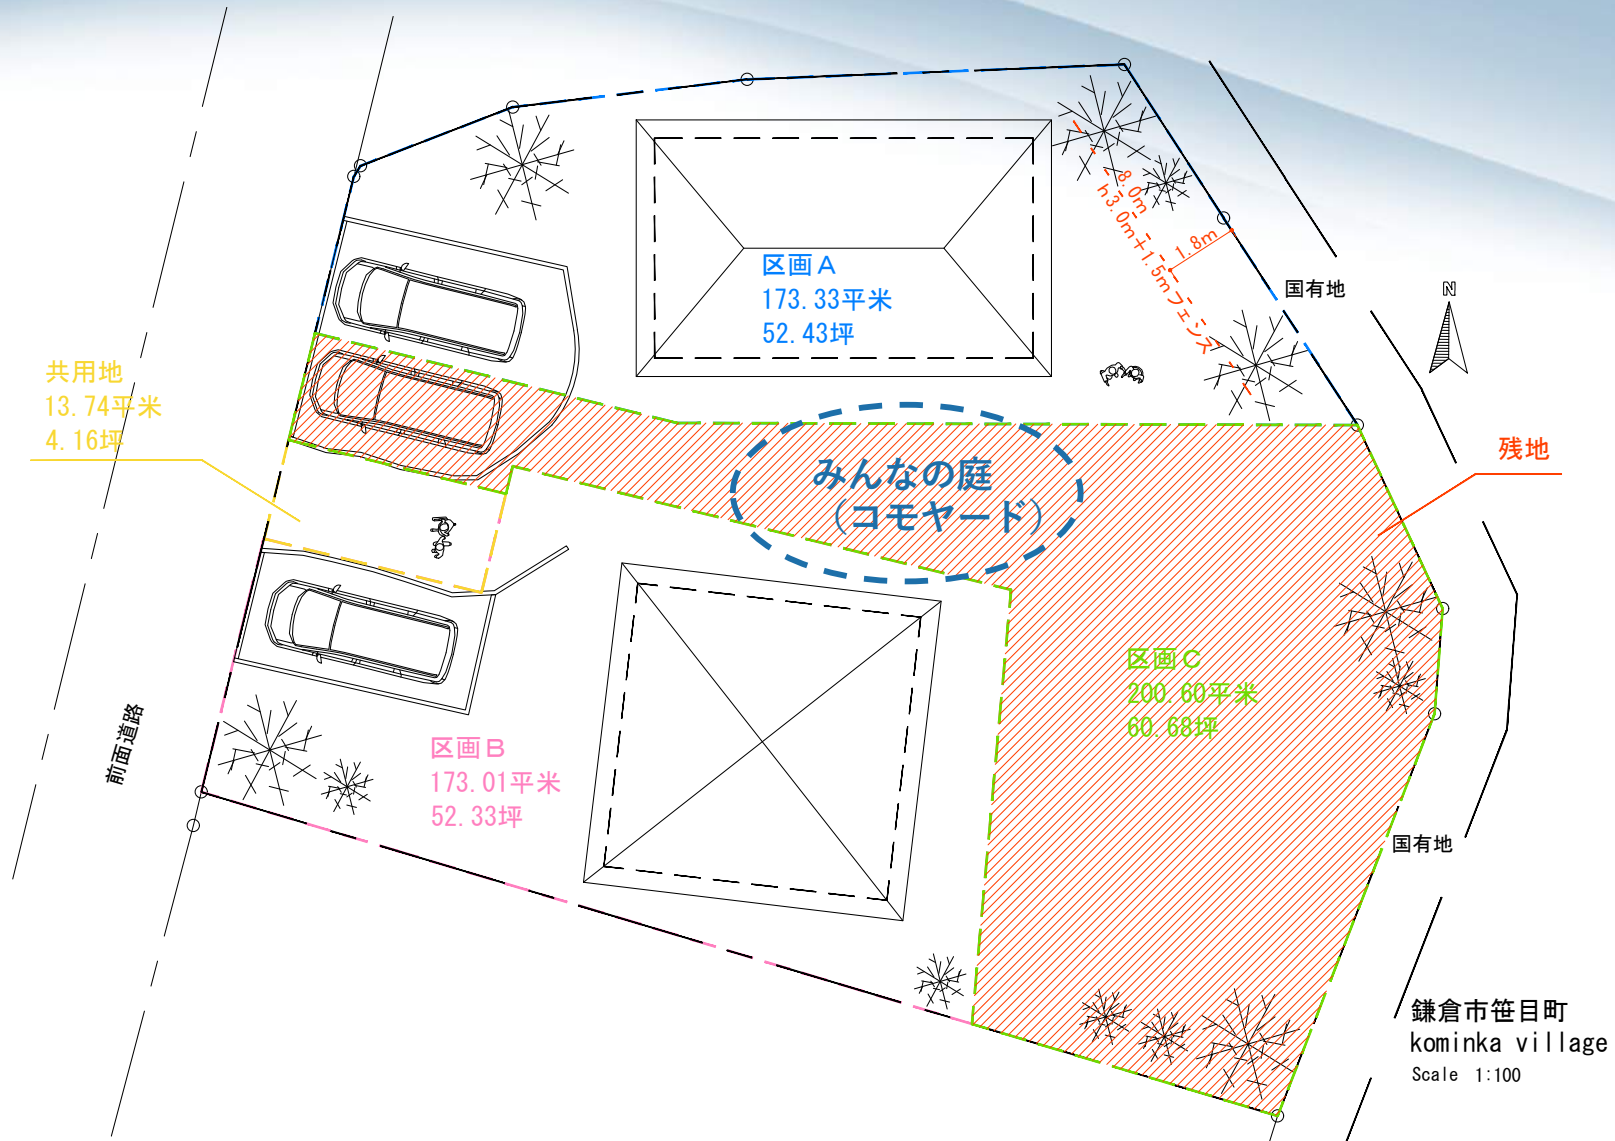 区画A
173.33平米
52.43坪
8.0m
h3.0m+1.5mフェンス
1.8m
国有地
N
共用地
13.74平米
4.16坪
残地
みんなの庭
(コモヤード)
区画C
200.60平米
60.68坪
前面道路
区画B
173.01平米
52.33坪
国有地
鎌倉市笹目町
kominka village
Scale 1:100